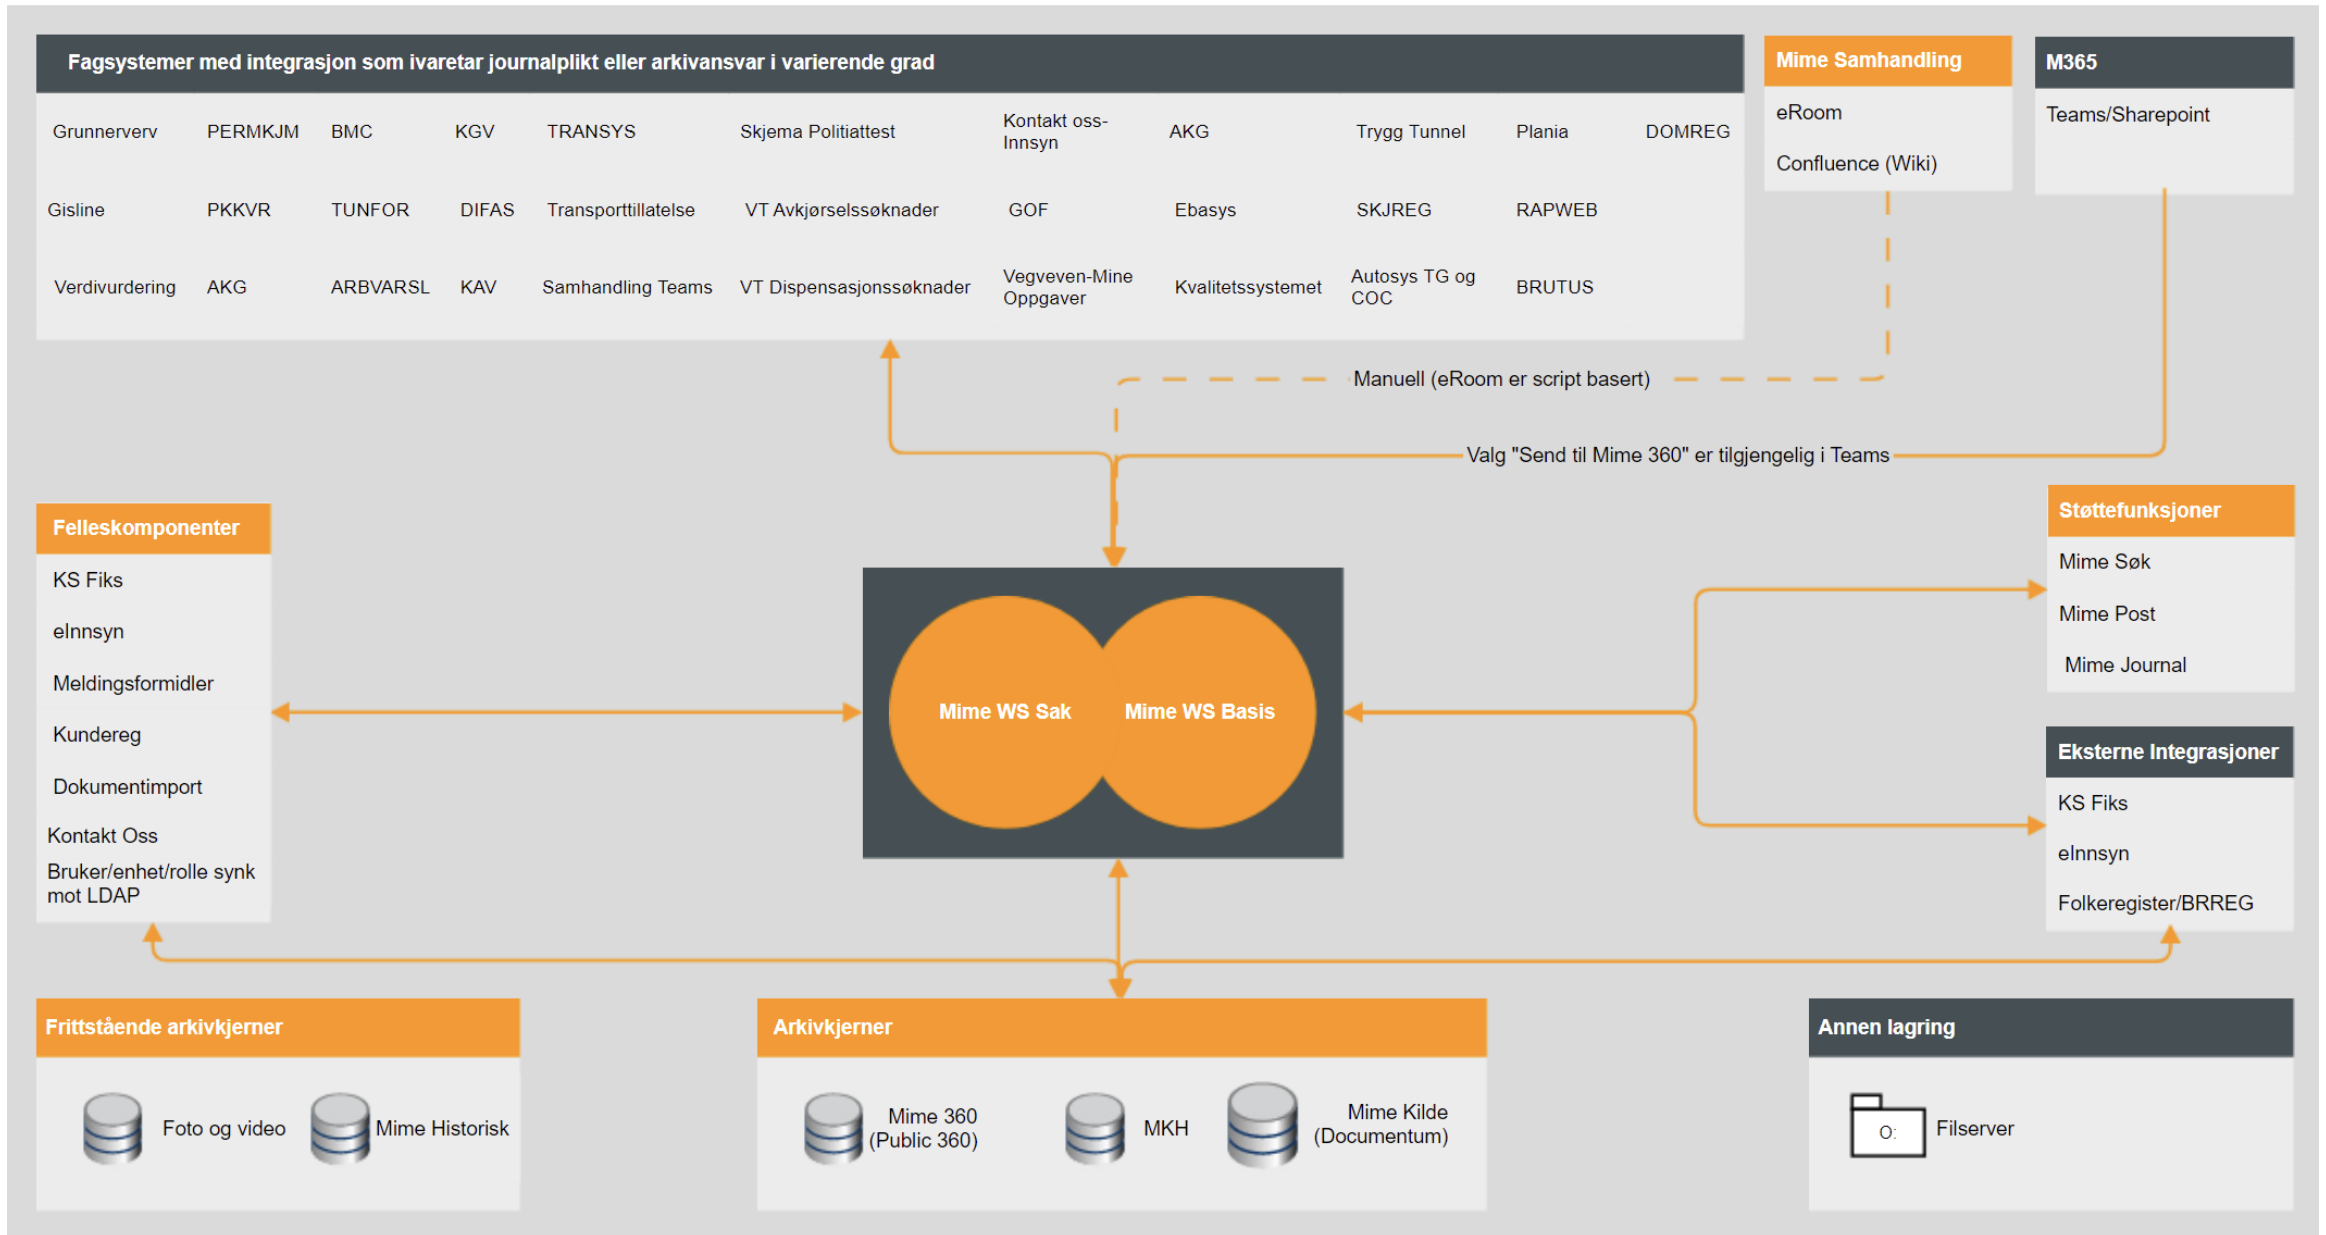 Fagsystemer med integrasjon som ivaretar journalplikt eller arkivansvar i varierende grad
Grunnerverv PERMKJM BMC KGV TRANSYS Skjema Politiattest Kontakt oss-
Innsyn AKG Trygg Tunnel Plania DOMREG
Gisline PKKVR TUNFOR DIFAS Transporttillatelse VT Avkjørselssøknader GOF Ebasys SKJREG RAPWEB
Verdivurdering AKG ARBVARSL KAV Samhandling Teams VT Dispensasjonssøknader Vegveven-Mine
Oppgaver Kvalitetssystemet Autosys TG og
COC BRUTUS
Mime Samhandling
eRoom
Confluence (Wiki)
M365
Teams/Sharepoint
Manuell (eRoom er script basert)
Valg "Send til Mime 360" er tilgjengelig i Teams
Felleskomponenter
KS Fiks
eInnsyn
Meldingsformidler
Kundereg
Dokumentimport
Kontakt Oss
Bruker/enhet/rolle synk
mot LDAP
Mime WS Sak
Mime WS Basis
Støttefunksjoner
Mime Søk
Mime Post
Mime Journal
Eksterne Integrasjoner
KS Fiks
eInnsyn
Folkeregister/BRREG
Frittstående arkivkjerner
Foto og video
Mime Historisk
Arkivkjerner
Mime 360
(Public 360)
MKH
Mime Kilde
(Documentum)
Annen lagring
O:
Filserver